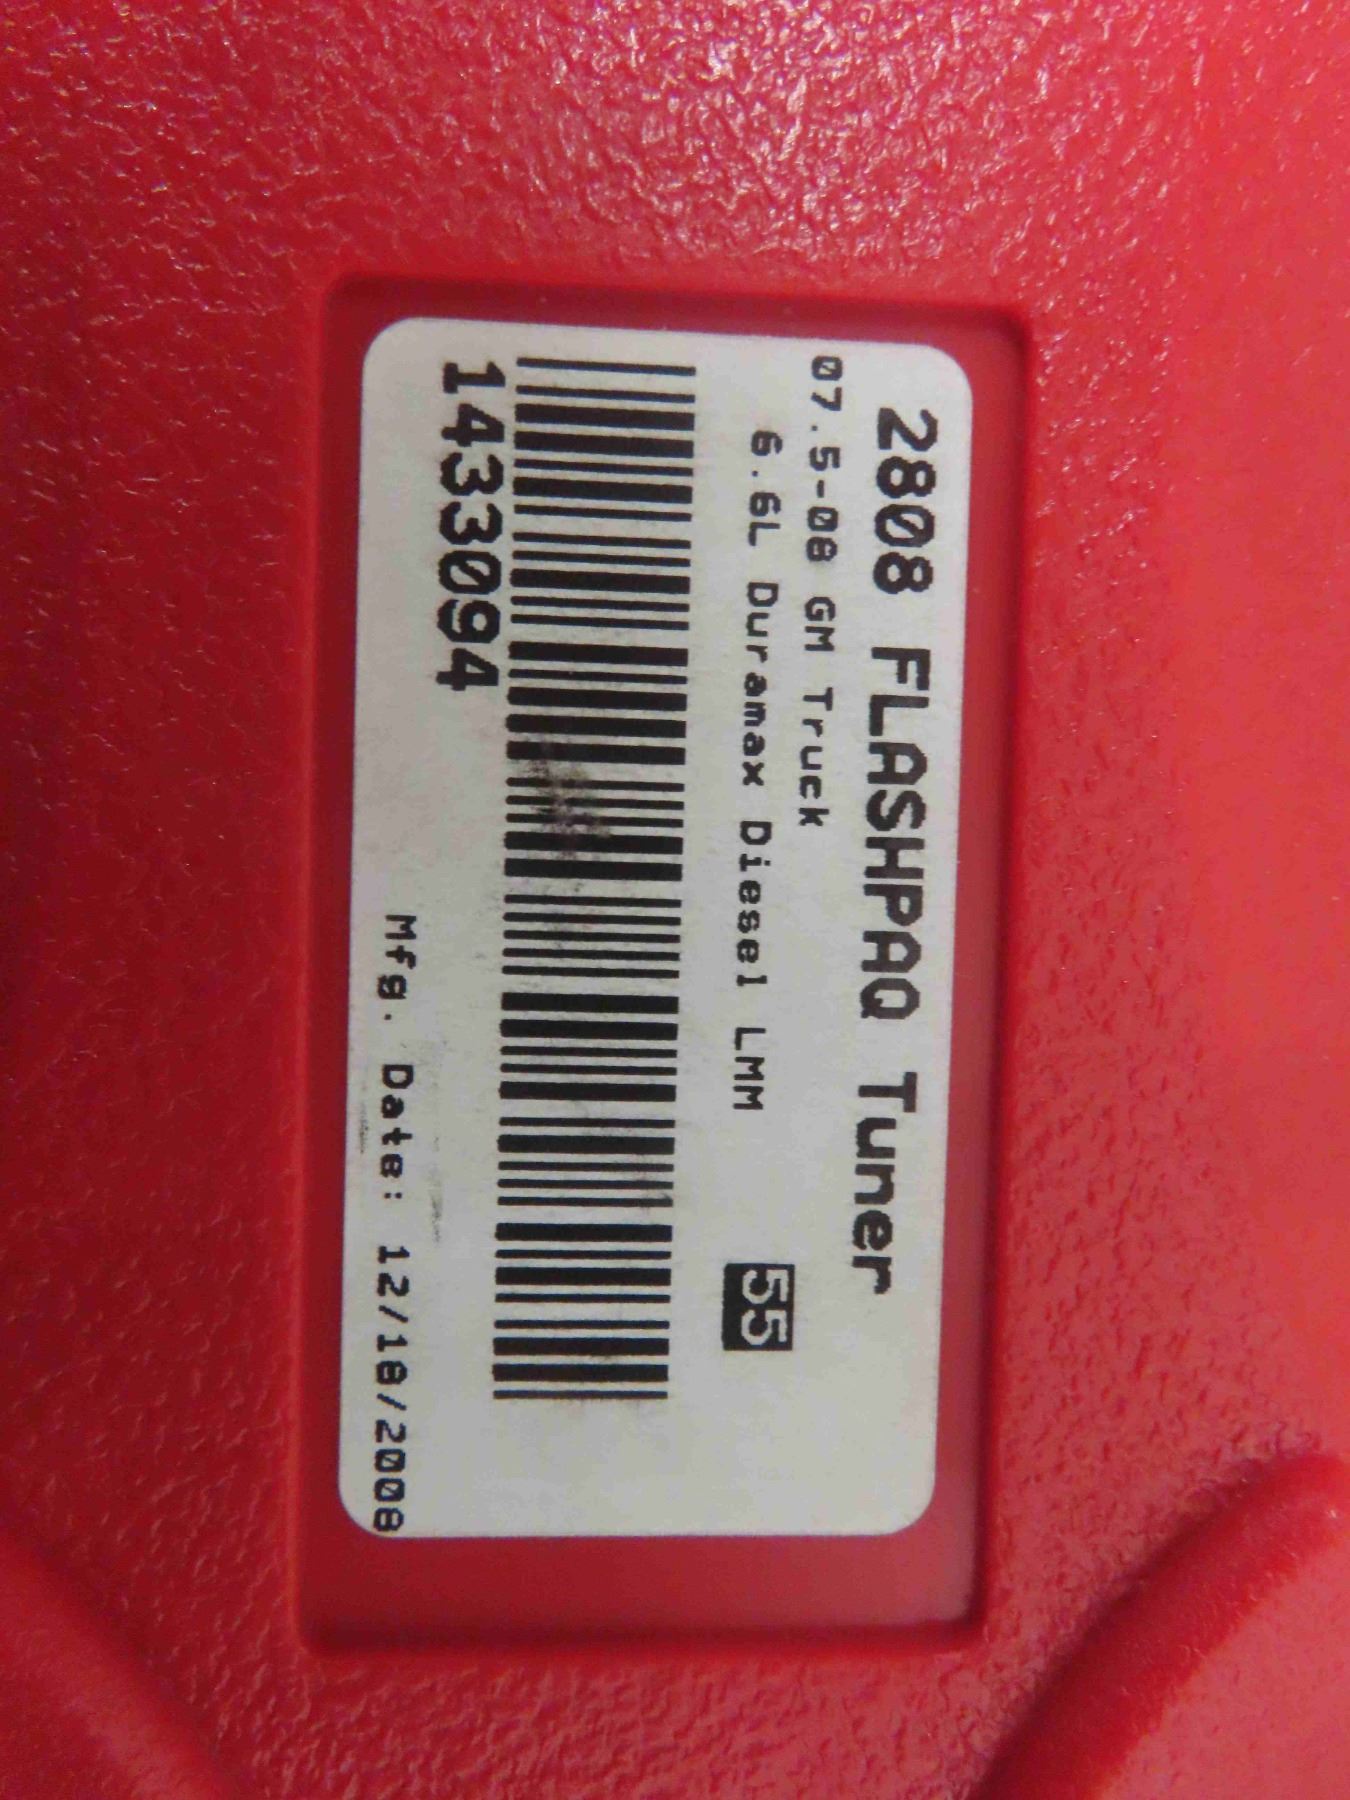 2808 FLASHPAQ Tuner
07.5-08 GM Truck
6.6L Duramax Diesel LMM
55
1433094
Mfg. Date: 12/18/2008